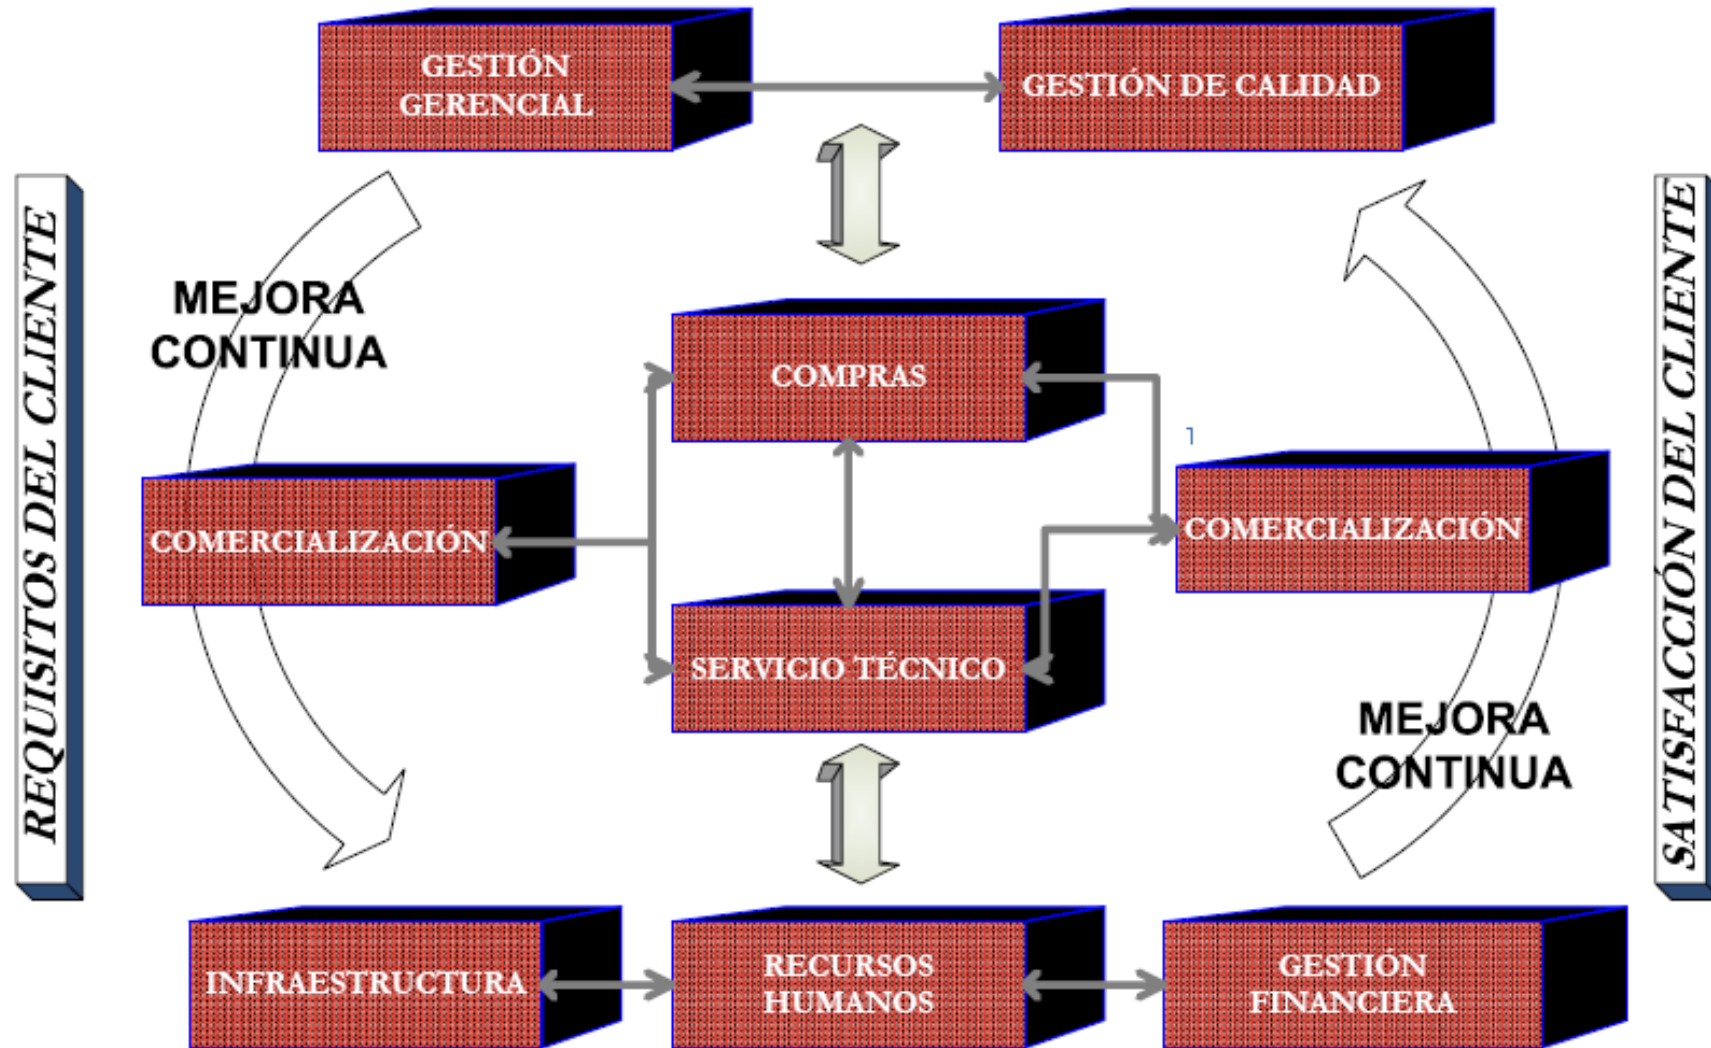 GESTIÓN
GERENCIAL
GESTIÓN DE CALIDAD
REQUISITOS DEL CLIENTE
MEJORA
CONTINUA
COMPRAS
1
COMERCIALIZACIÓN
COMERCIALIZACIÓN
SERVICIO TÉCNICO
MEJORA
CONTINUA
SATISFACCIÓN DEL CLIENTE
INFRAESTRUCTURA
RECURSOS
HUMANOS
GESTIÓN
FINANCIERA